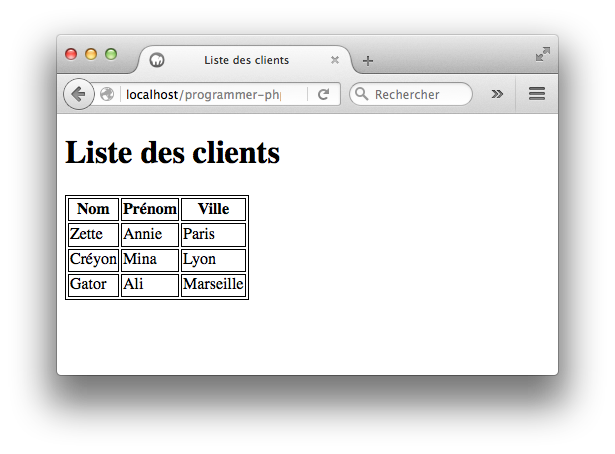 Liste des clients
localhost/programmer-php
Rechercher
Liste des clients
Nom Prénom Ville
Zette Annie Paris
Créyon Mina Lyon
Gator Ali Marseille